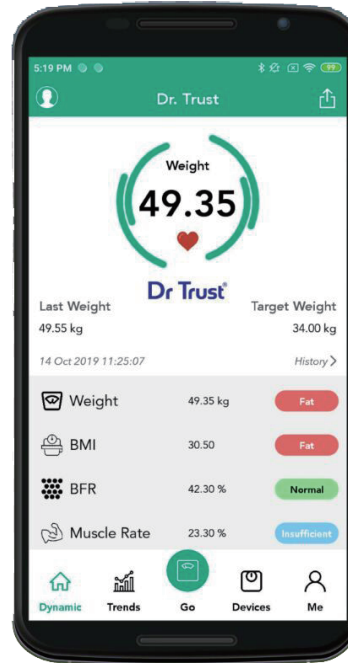 5:19 PM 99
Dr. Trust
Weight
49.35
Dr Trust®
Last Weight Target Weight
49.55 kg 34.00 kg
14 Oct 2019 11:25:07 History >
Weight 49.35 kg Fat
BMI 30.50 Fat
BFR 42.30 % Normal
Muscle Rate 23.30 % Insufficient
Dynamic Trends Go Devices Me